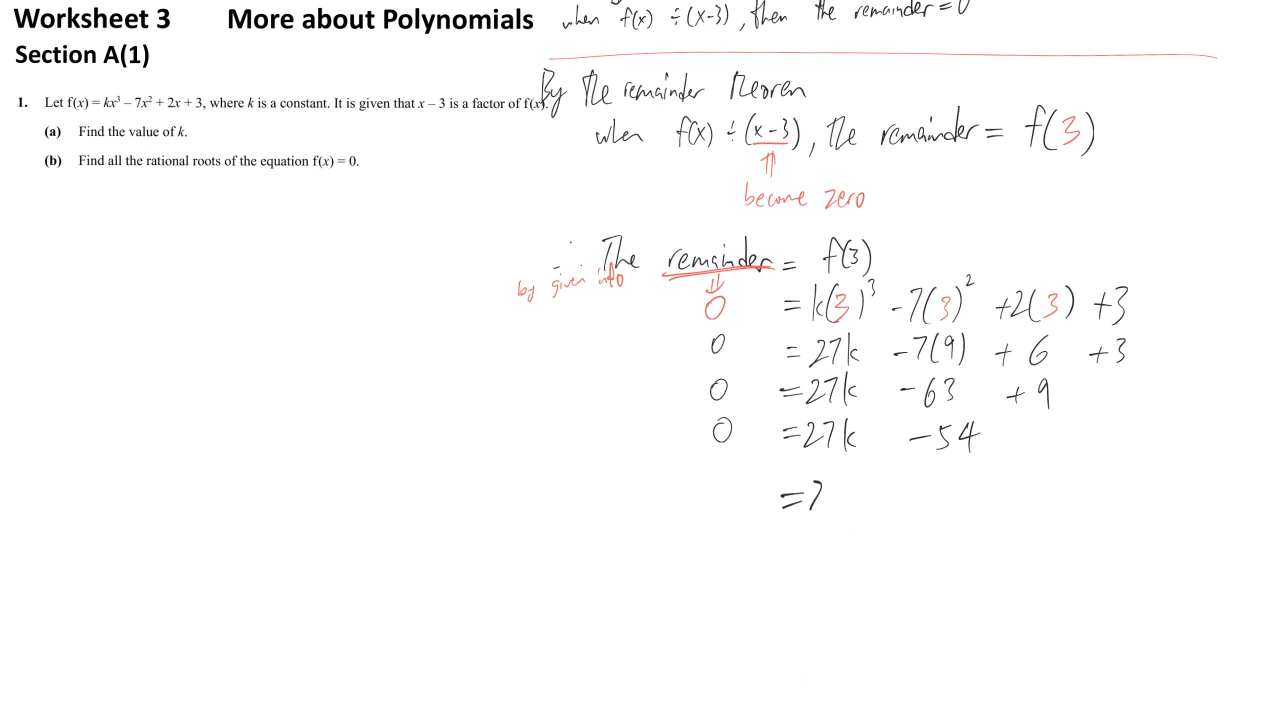 Worksheet 3 More about Polynomials
when f(x) ÷ (x-3), then the remainder = 0
Section A(1)
1. Let f(x) = kx³ – 7x² + 2x + 3, where k is a constant. It is given that x – 3 is a factor of f(x).
(a) Find the value of k.
(b) Find all the rational roots of the equation f(x) = 0.
By the remainder theorem
when f(x) ÷ (x-3), the remainder = f(3)
⇑
become zero
∴ The remainder = f(3)
by given info
⇓
0 = k(3)³ -7(3)² +2(3) +3
0 = 27k -7(9) + 6 +3
0 = 27k -63 + 9
0 = 27k -54
=